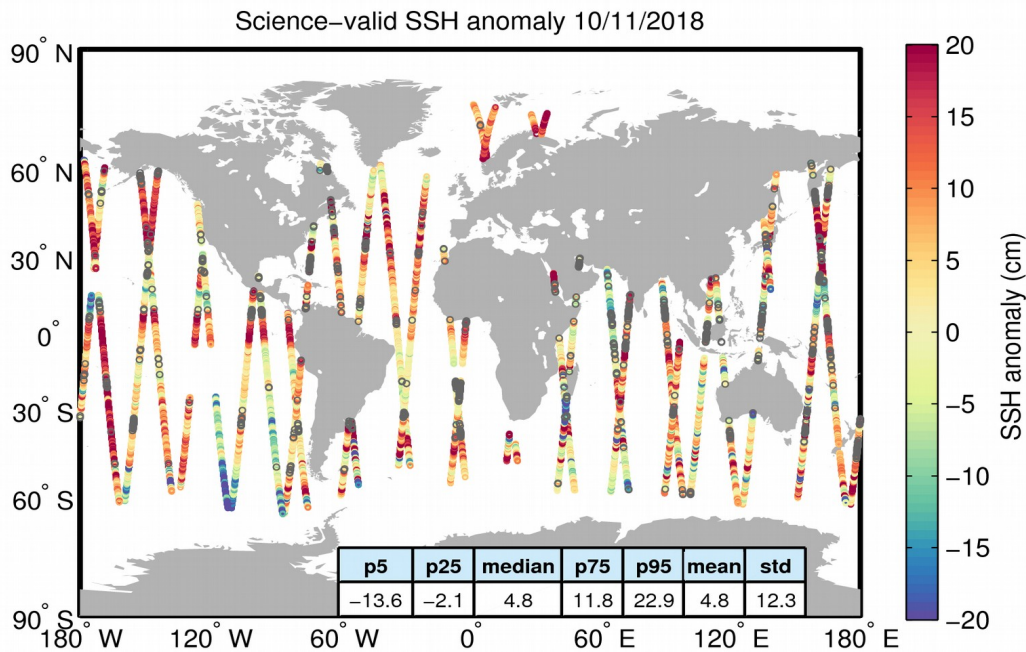 Science−valid SSH anomaly 10/11/2018
90° N
60° N
30° N
0°
30° S
60° S
90° S
180° W
120° W
60° W
0°
60° E
120° E
180° E
20
15
10
5
0
−5
−10
−15
−20
SSH anomaly (cm)
p5 p25 median p75 p95 mean std
−13.6 −2.1 4.8 11.8 22.9 4.8 12.3